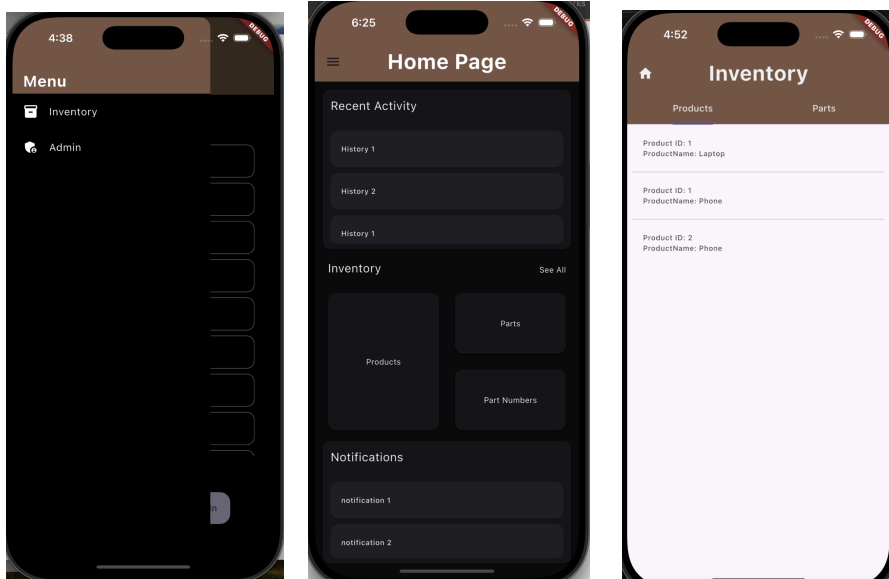 4:38
DEBUG
Menu
Inventory
Admin
6:25
DEBUG
Home Page
Recent Activity
History 1
History 2
History 1
Inventory
See All
Products
Parts
Part Numbers
Notifications
notification 1
notification 2
4:52
DEBUG
Inventory
Products
Parts
Product ID: 1
ProductName: Laptop
Product ID: 1
ProductName: Phone
Product ID: 2
ProductName: Phone